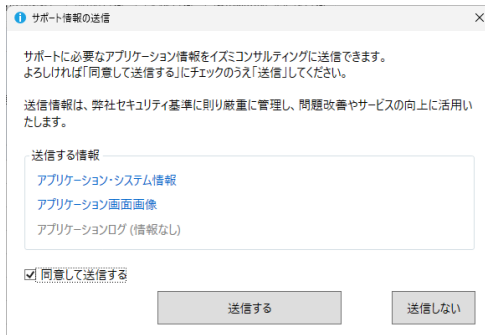 サポート情報の送信
サポートに必要なアプリケーション情報をイズミコンサルティングに送信できます。
よろしければ「同意して送信する」にチェックのうえ「送信」してください。
送信情報は、弊社セキュリティ基準に則り厳重に管理し、問題改善やサービスの向上に活用い
たします。
送信する情報
アプリケーション・システム情報
アプリケーション画面画像
アプリケーションログ (情報なし)
同意して送信する
送信する
送信しない